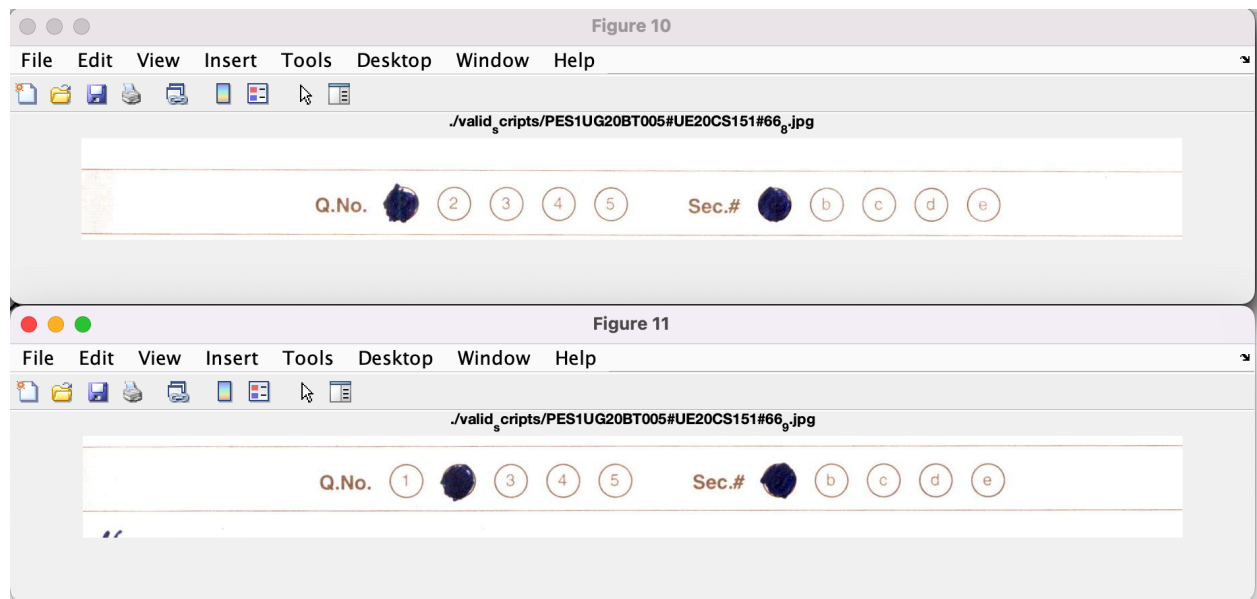 Figure 10
File Edit View Insert Tools Desktop Window Help
./valid_scripts/PES1UG20BT005#UE20CS151#66_8.jpg
Q.No. 2 3 4 5 Sec.# b c d e
Figure 11
File Edit View Insert Tools Desktop Window Help
./valid_scripts/PES1UG20BT005#UE20CS151#66_9.jpg
Q.No. 1 3 4 5 Sec.# b c d e